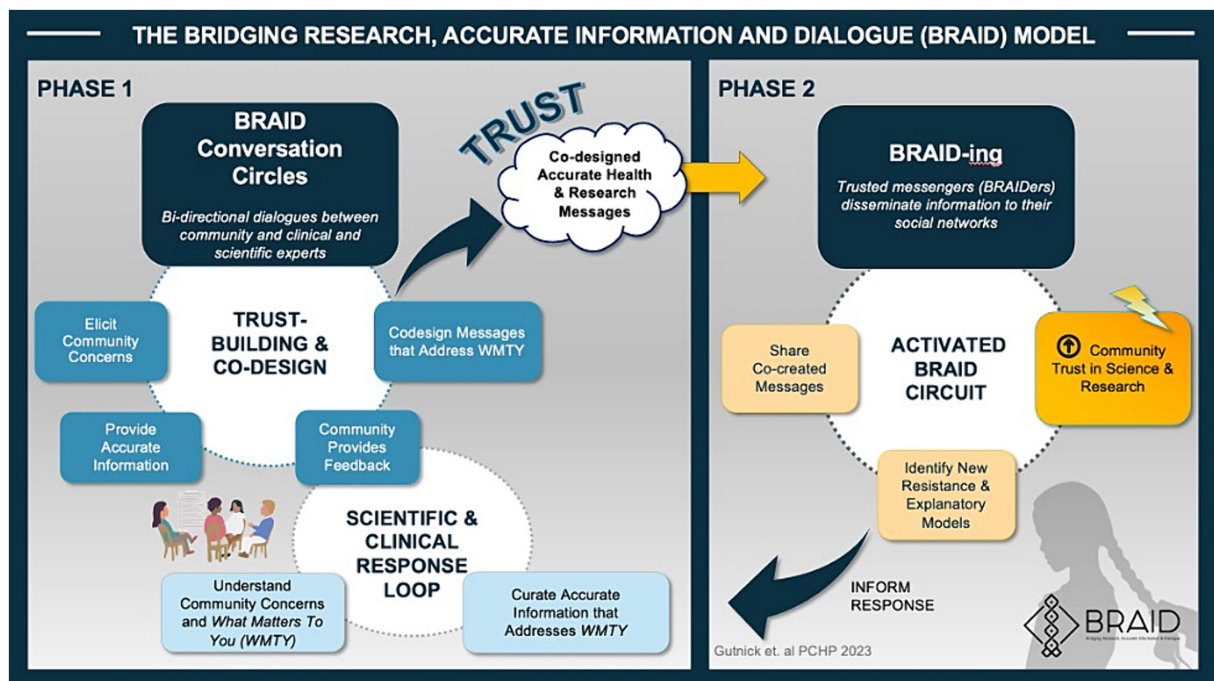 THE BRIDGING RESEARCH, ACCURATE INFORMATION AND DIALOGUE (BRAID) MODEL
PHASE 1
BRAID
Conversation
Circles
Bi-directional dialogues between
community and clinical and
scientific experts
TRUST
Co-designed
Accurate Health
& Research
Messages
TRUST-
BUILDING &
CO-DESIGN
Elicit
Community
Concerns
Codesign Messages
that Address WMTY
Provide
Accurate
Information
Community
Provides
Feedback
SCIENTIFIC &
CLINICAL
RESPONSE
LOOP
Understand
Community Concerns
and What Matters To
You (WMTY)
Curate Accurate
Information that
Addresses WMTY
PHASE 2
BRAID-ing
Trusted messengers (BRAIDers)
disseminate information to their
social networks
ACTIVATED
BRAID
CIRCUIT
Share
Co-created
Messages
Community
Trust in Science &
Research
Identify New
Resistance &
Explanatory
Models
INFORM
RESPONSE
BRAID
Bridging Research, Accurate Information & Dialogue
Gutnick et. al PCHP 2023